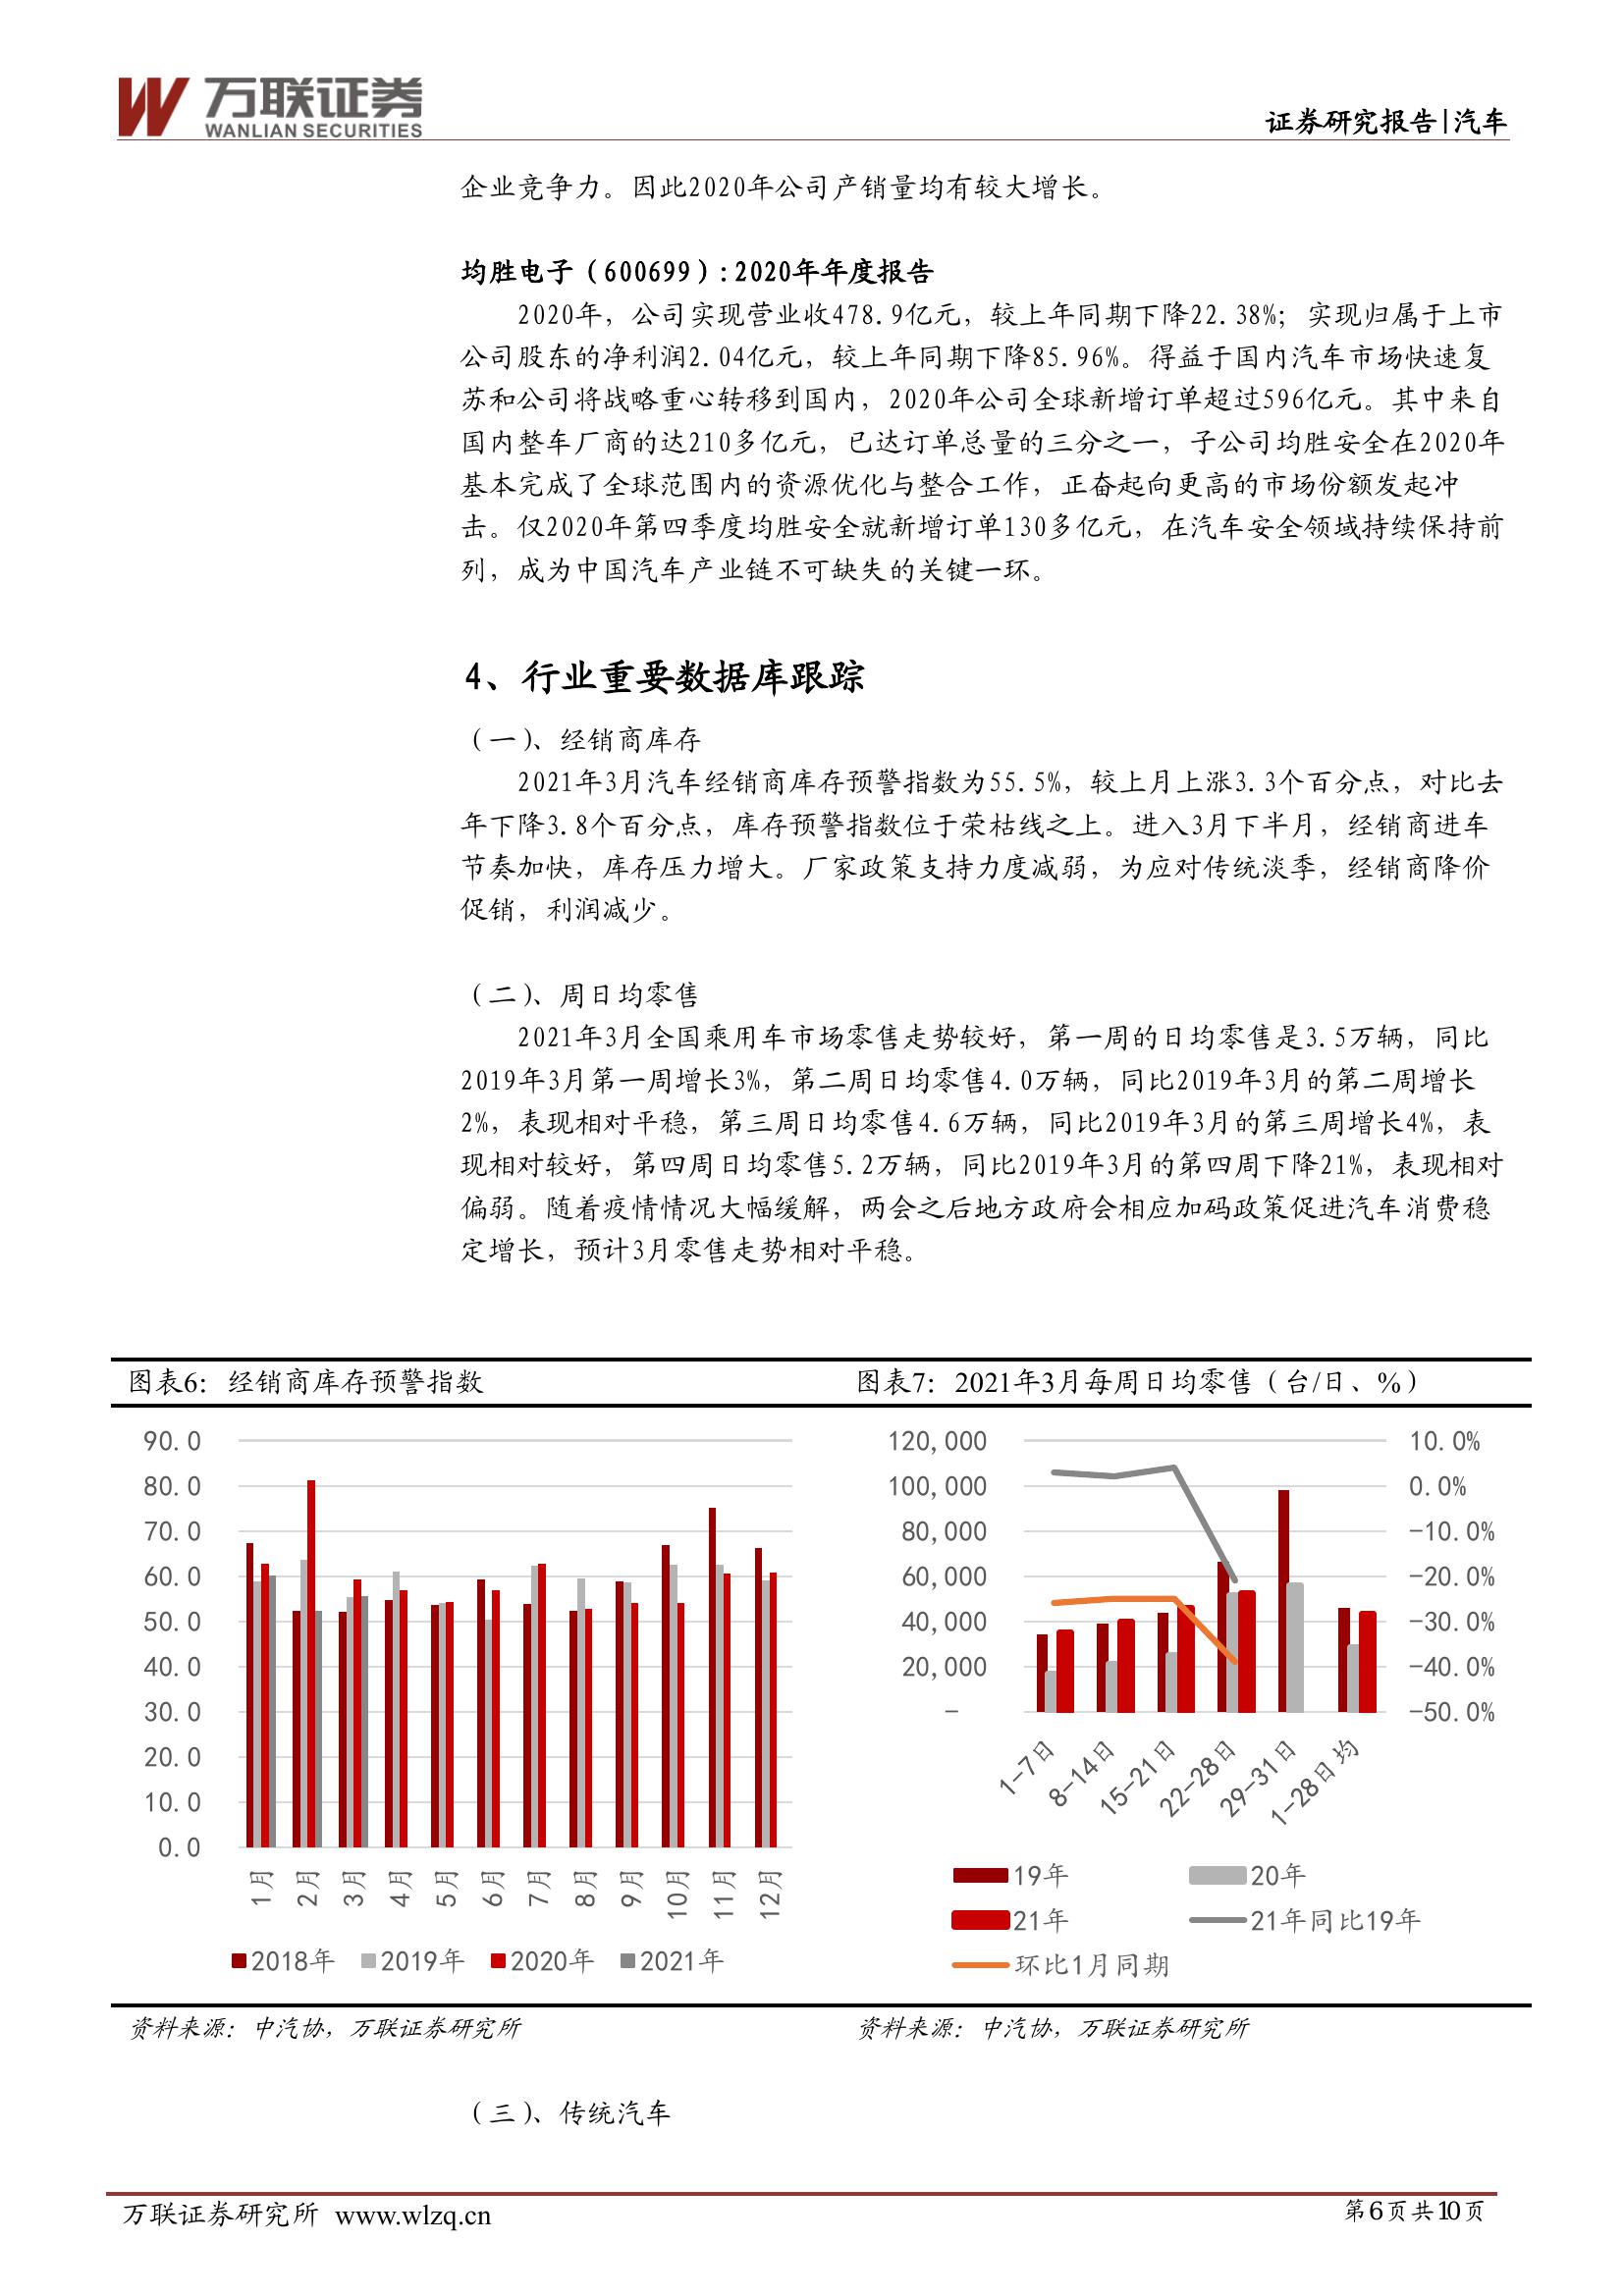 万联证券
WANLIAN SECURITIES
证券研究报告|汽车
企业竞争力。因此2020年公司产销量均有较大增长。
均胜电子（600699）：2020年年度报告
2020年，公司实现营业收478.9亿元，较上年同期下降22.38%；实现归属于上市
公司股东的净利润2.04亿元，较上年同期下降85.96%。得益于国内汽车市场快速复
苏和公司将战略重心转移到国内，2020年公司全球新增订单超过596亿元。其中来自
国内整车厂商的达210多亿元，已达订单总量的三分之一，子公司均胜安全在2020年
基本完成了全球范围内的资源优化与整合工作，正奋起向更高的市场份额发起冲
击。仅2020年第四季度均胜安全就新增订单130多亿元，在汽车安全领域持续保持前
列，成为中国汽车产业链不可缺失的关键一环。
4、行业重要数据库跟踪
（一）、经销商库存
2021年3月汽车经销商库存预警指数为55.5%，较上月上涨3.3个百分点，对比去
年下降3.8个百分点，库存预警指数位于荣枯线之上。进入3月下半月，经销商进车
节奏加快，库存压力增大。厂家政策支持力度减弱，为应对传统淡季，经销商降价
促销，利润减少。
（二）、周日均零售
2021年3月全国乘用车市场零售走势较好，第一周的日均零售是3.5万辆，同比
2019年3月第一周增长3%，第二周日均零售4.0万辆，同比2019年3月的第二周增长
2%，表现相对平稳，第三周日均零售4.6万辆，同比2019年3月的第三周增长4%，表
现相对较好，第四周日均零售5.2万辆，同比2019年3月的第四周下降21%，表现相对
偏弱。随着疫情情况大幅缓解，两会之后地方政府会相应加码政策促进汽车消费稳
定增长，预计3月零售走势相对平稳。
图表6：经销商库存预警指数
90.0
80.0
70.0
60.0
50.0
40.0
30.0
20.0
10.0
0.0
1月 2月 3月 4月 5月 6月 7月 8月 9月 10月 11月 12月
2018年 2019年 2020年 2021年
资料来源：中汽协，万联证券研究所
图表7：2021年3月每周日均零售（台/日、%）
120,000
100,000
80,000
60,000
40,000
20,000
-
10.0%
0.0%
-10.0%
-20.0%
-30.0%
-40.0%
-50.0%
1-7日 8-14日 15-21日 22-28日 29-31日 1-28日均
19年 20年
21年 21年同比19年
环比1月同期
资料来源：中汽协，万联证券研究所
（三）、传统汽车
万联证券研究所 www.wlzq.cn
第6页共10页